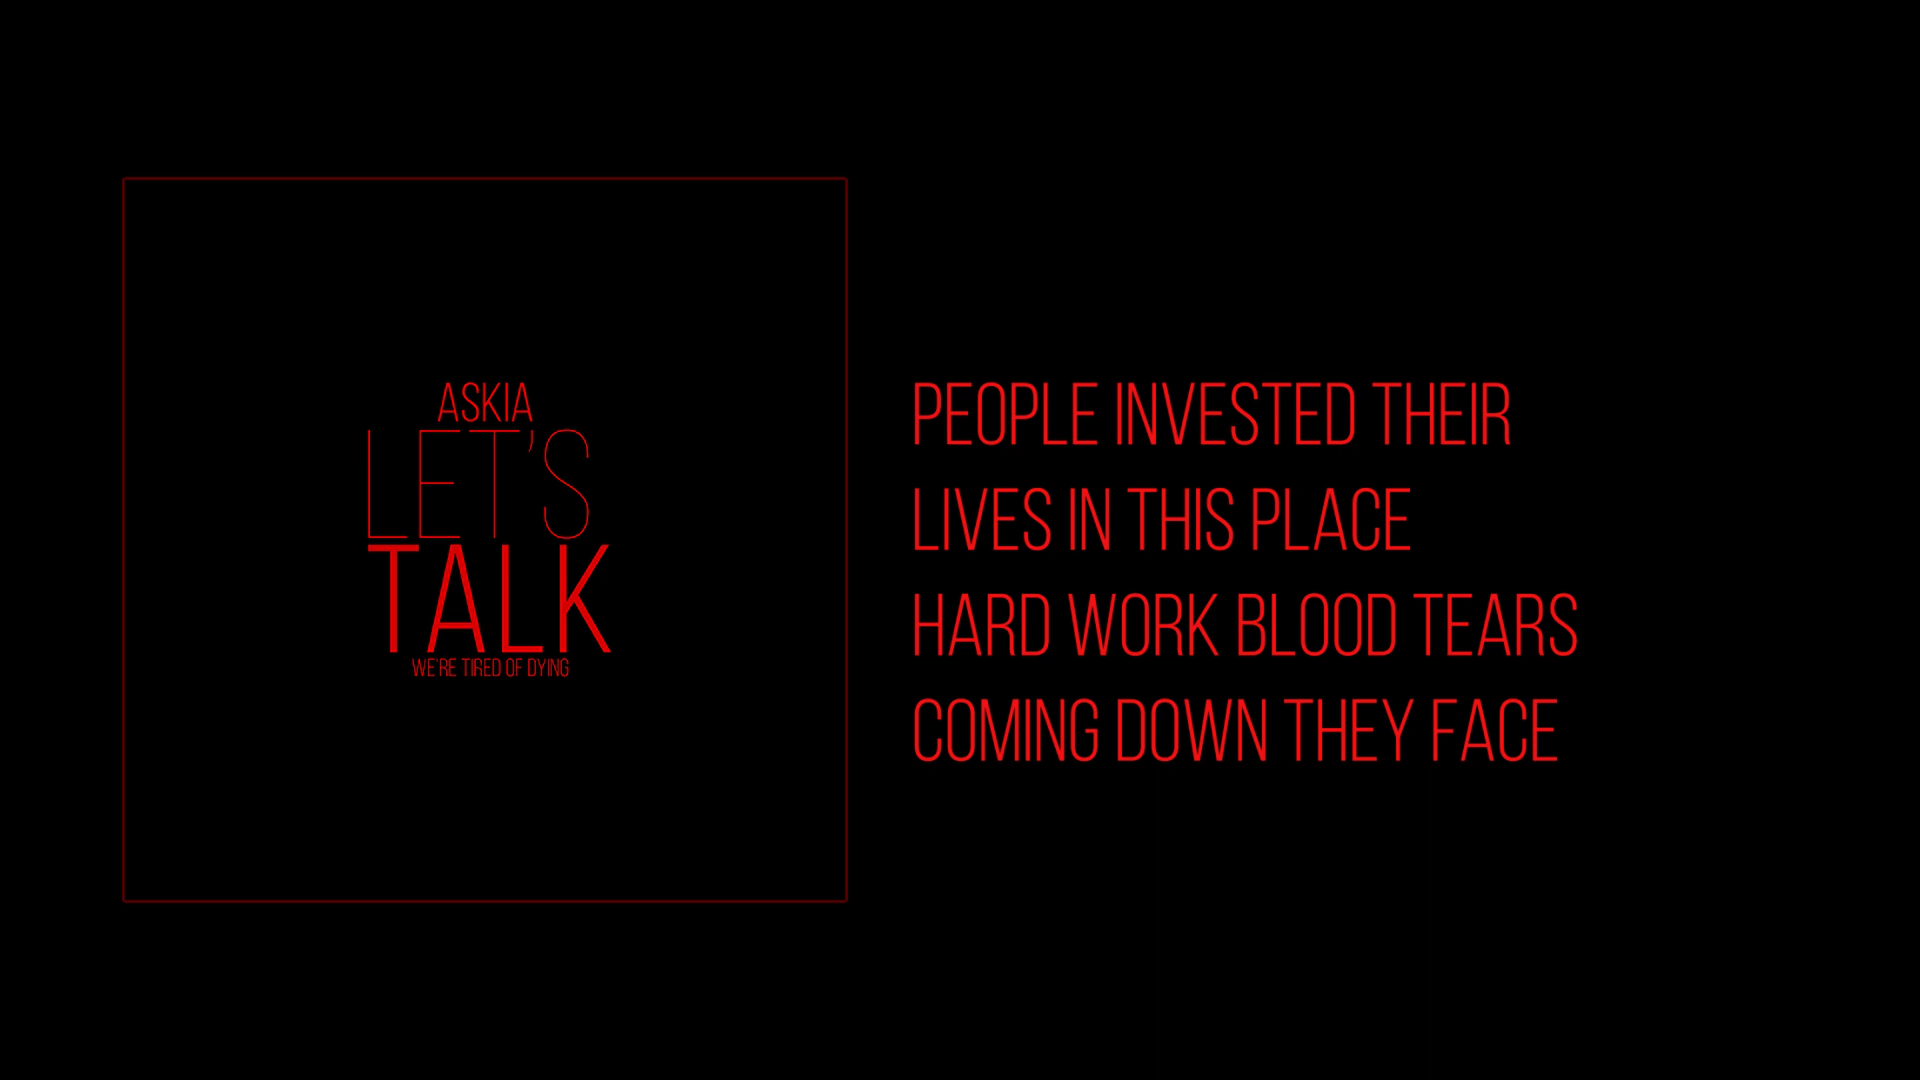 ASKIA
LET'S
TALK
WE'RE TIRED OF DYING
PEOPLE INVESTED THEIR
LIVES IN THIS PLACE
HARD WORK BLOOD TEARS
COMING DOWN THEY FACE